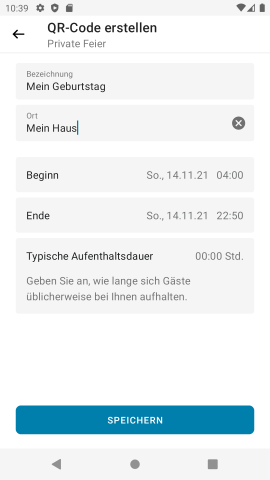 10:39
QR-Code erstellen
Private Feier
Bezeichnung
Mein Geburtstag
Ort
Mein Haus
Beginn So., 14.11.21 04:00
Ende So., 14.11.21 22:50
Typische Aufenthaltsdauer 00:00 Std.
Geben Sie an, wie lange sich Gäste
üblicherweise bei Ihnen aufhalten.
SPEICHERN